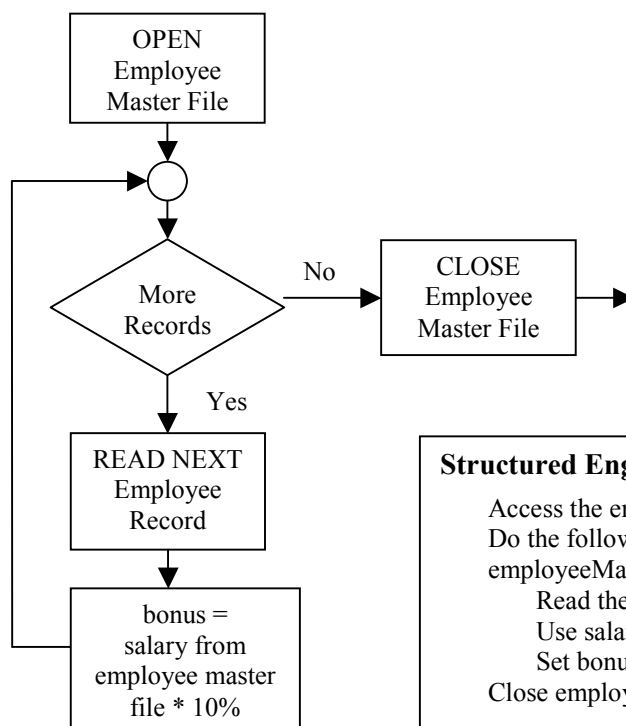 OPEN
Employee
Master File
More
Records
No
CLOSE
Employee
Master File
Yes
READ NEXT
Employee
Record
bonus =
salary from
employee master
file * 10%
Structured Eng
Access the e
Do the follow
employeeMa
Read the
Use sala
Set bonu
Close employ